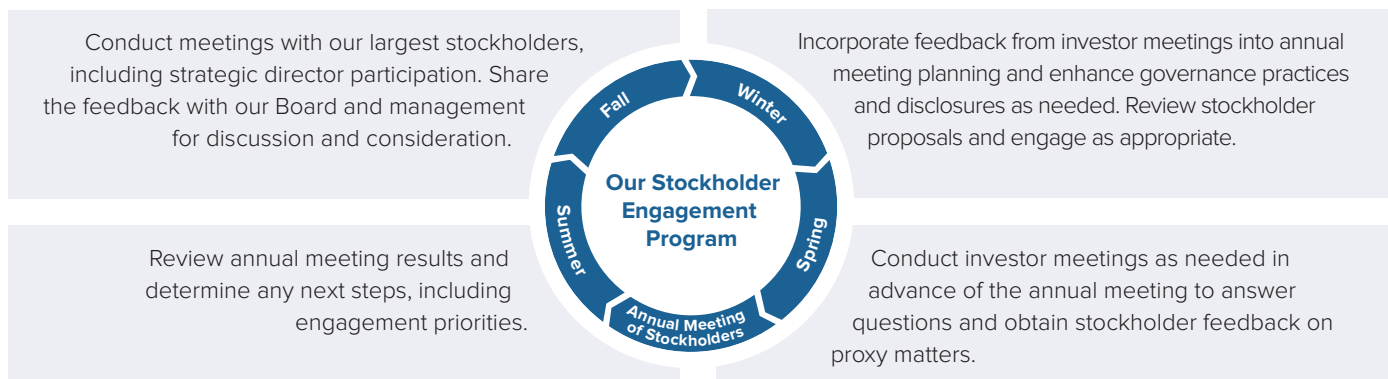 Conduct meetings with our largest stockholders,
including strategic director participation. Share
the feedback with our Board and management
for discussion and consideration.
Incorporate feedback from investor meetings into annual
meeting planning and enhance governance practices
and disclosures as needed. Review stockholder
proposals and engage as appropriate.
Fall
Winter
Our Stockholder
Engagement
Program
Summer
Spring
Annual Meeting
of Stockholders
Review annual meeting results and
determine any next steps, including
engagement priorities.
Conduct investor meetings as needed in
advance of the annual meeting to answer
questions and obtain stockholder feedback on
proxy matters.